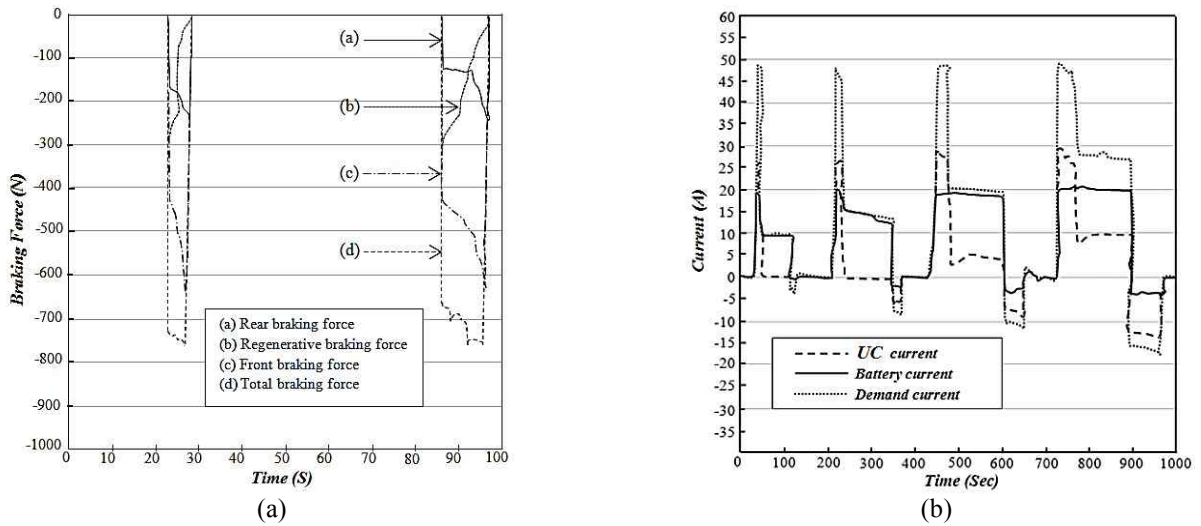 0
-100
-200
-300
-400
-500
-600
-700
-800
-900
-1000
Braking Force (N)
(a)
(b)
(c)
(d)
(a) Rear braking force
(b) Regenerative braking force
(c) Front braking force
(d) Total braking force
0 10 20 30 40 50 60 70 80 90 100
Time (S)
(a)
60
55
50
45
40
35
30
25
20
15
10
5
0
-5
-10
-15
-20
-25
-30
-35
Current (A)
UC current
Battery current
Demand current
0 100 200 300 400 500 600 700 800 900 1000
Time (Sec)
(b)